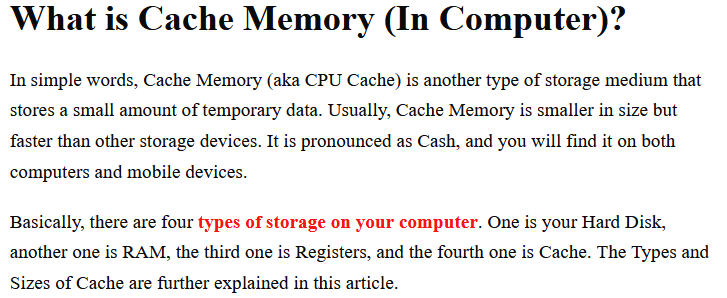 What is Cache Memory (In Computer)?
In simple words, Cache Memory (aka CPU Cache) is another type of storage medium that
stores a small amount of temporary data. Usually, Cache Memory is smaller in size but
faster than other storage devices. It is pronounced as Cash, and you will find it on both
computers and mobile devices.
Basically, there are four types of storage on your computer. One is your Hard Disk,
another one is RAM, the third one is Registers, and the fourth one is Cache. The Types and
Sizes of Cache are further explained in this article.